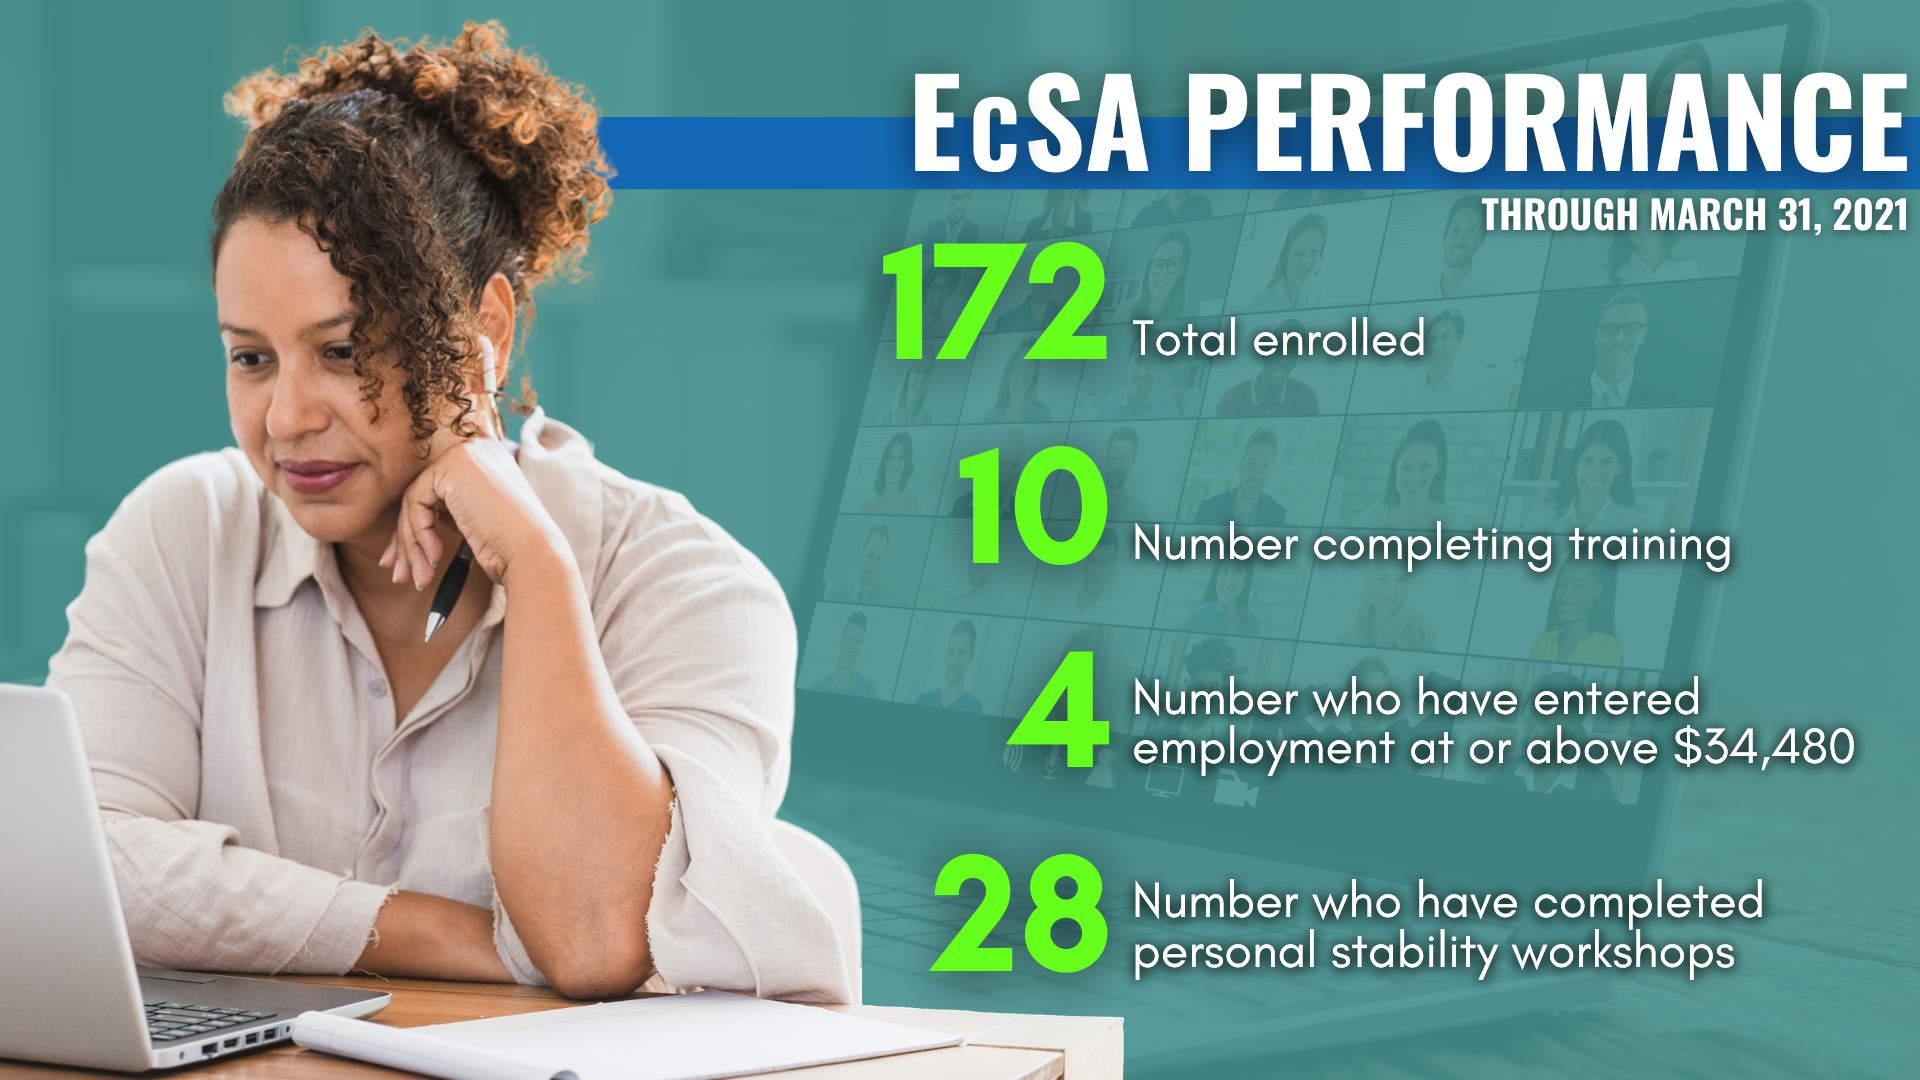 EcSA PERFORMANCE
THROUGH MARCH 31, 2021
172 Total enrolled
10 Number completing training
4 Number who have entered
employment at or above $34,480
28 Number who have completed
personal stability workshops